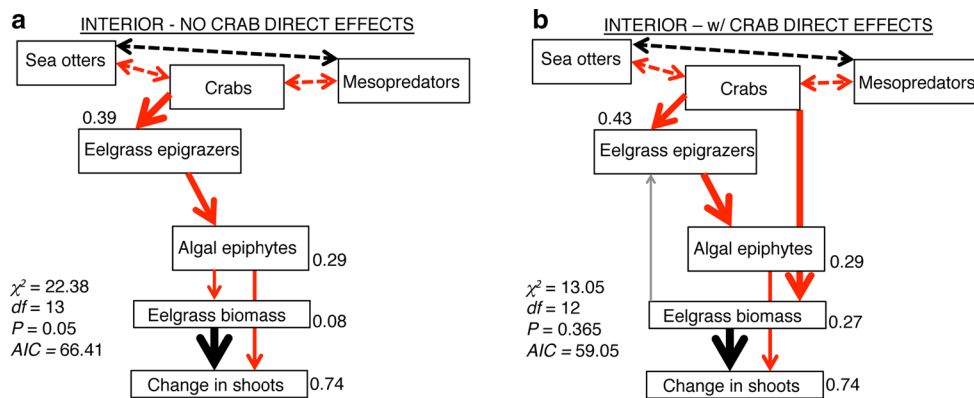 a
INTERIOR - NO CRAB DIRECT EFFECTS
Sea otters
Crabs
Mesopredators
0.39
Eelgrass epigrazers
Algal epiphytes
0.29
χ² = 22.38
df = 13
P = 0.05
AIC = 66.41
Eelgrass biomass
0.08
Change in shoots
0.74
b
INTERIOR – w/ CRAB DIRECT EFFECTS
Sea otters
Crabs
Mesopredators
0.43
Eelgrass epigrazers
Algal epiphytes
0.29
χ² = 13.05
df = 12
P = 0.365
AIC = 59.05
Eelgrass biomass
0.27
Change in shoots
0.74